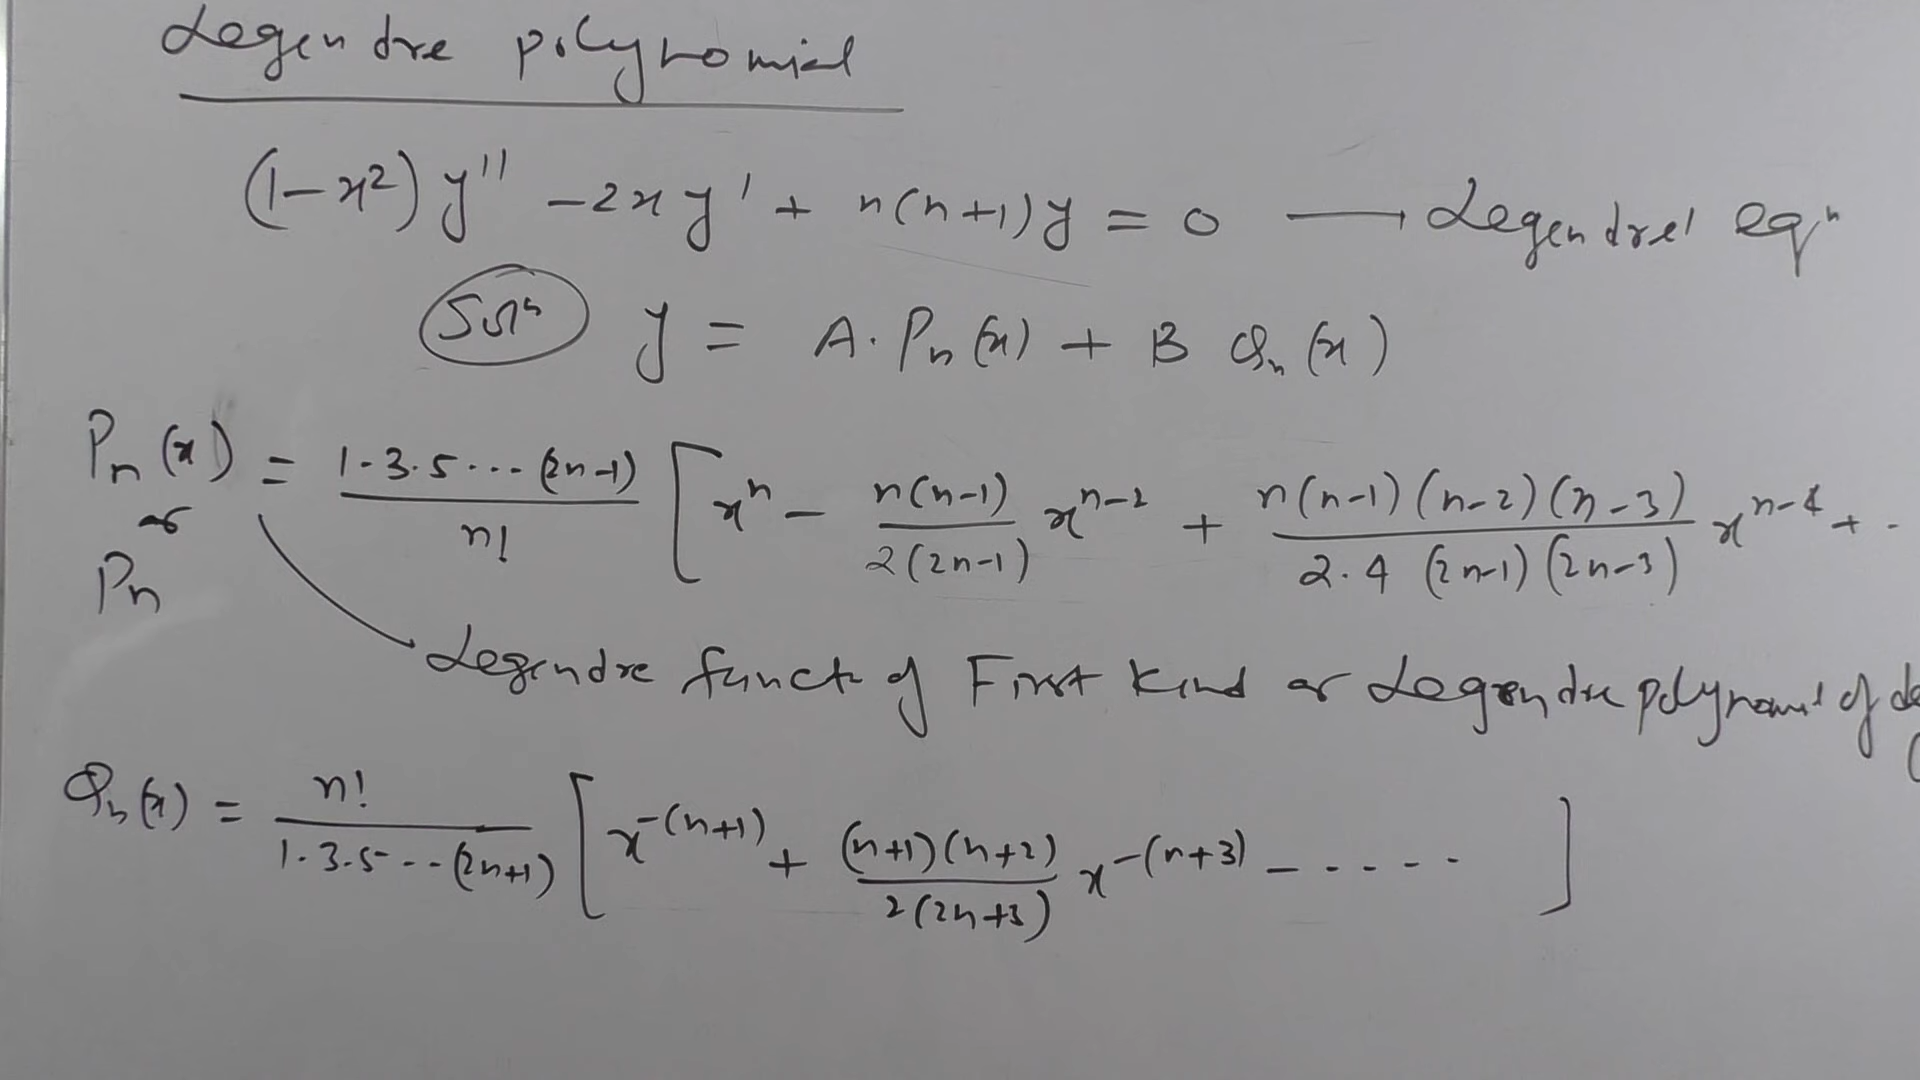 Legendre polynomial
(1-x²) y'' - 2x y' + n(n+1)y = 0 → Legendre' eqⁿ
Solⁿ y = A. Pn(x) + B Qn(x)
Pn(x) = 1.3.5...(2n-1) / n! [ xⁿ - n(n-1) / 2(2n-1) x^(n-2) + n(n-1)(n-2)(n-3) / 2.4 (2n-1)(2n-3) x^(n-4) + ..
or
Pn
Legendre funct of First Kind or Legendre polynomial of de
Qn(x) = n! / 1.3.5...(2n+1) [ x^-(n+1) + (n+1)(n+2) / 2(2n+3) x^-(n+3) ------ ]